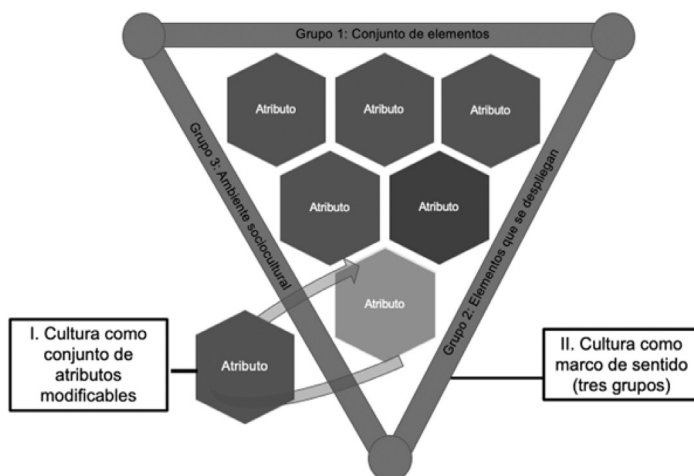 Grupo 1: Conjunto de elementos
Atributo
Atributo
Atributo
Grupo 3: Ambiente sociocultural
Atributo
Atributo
Grupo 2: Elementos que se despliegan
Atributo
I. Cultura como
conjunto de
atributos
modificables
Atributo
II. Cultura como
marco de sentido
(tres grupos)